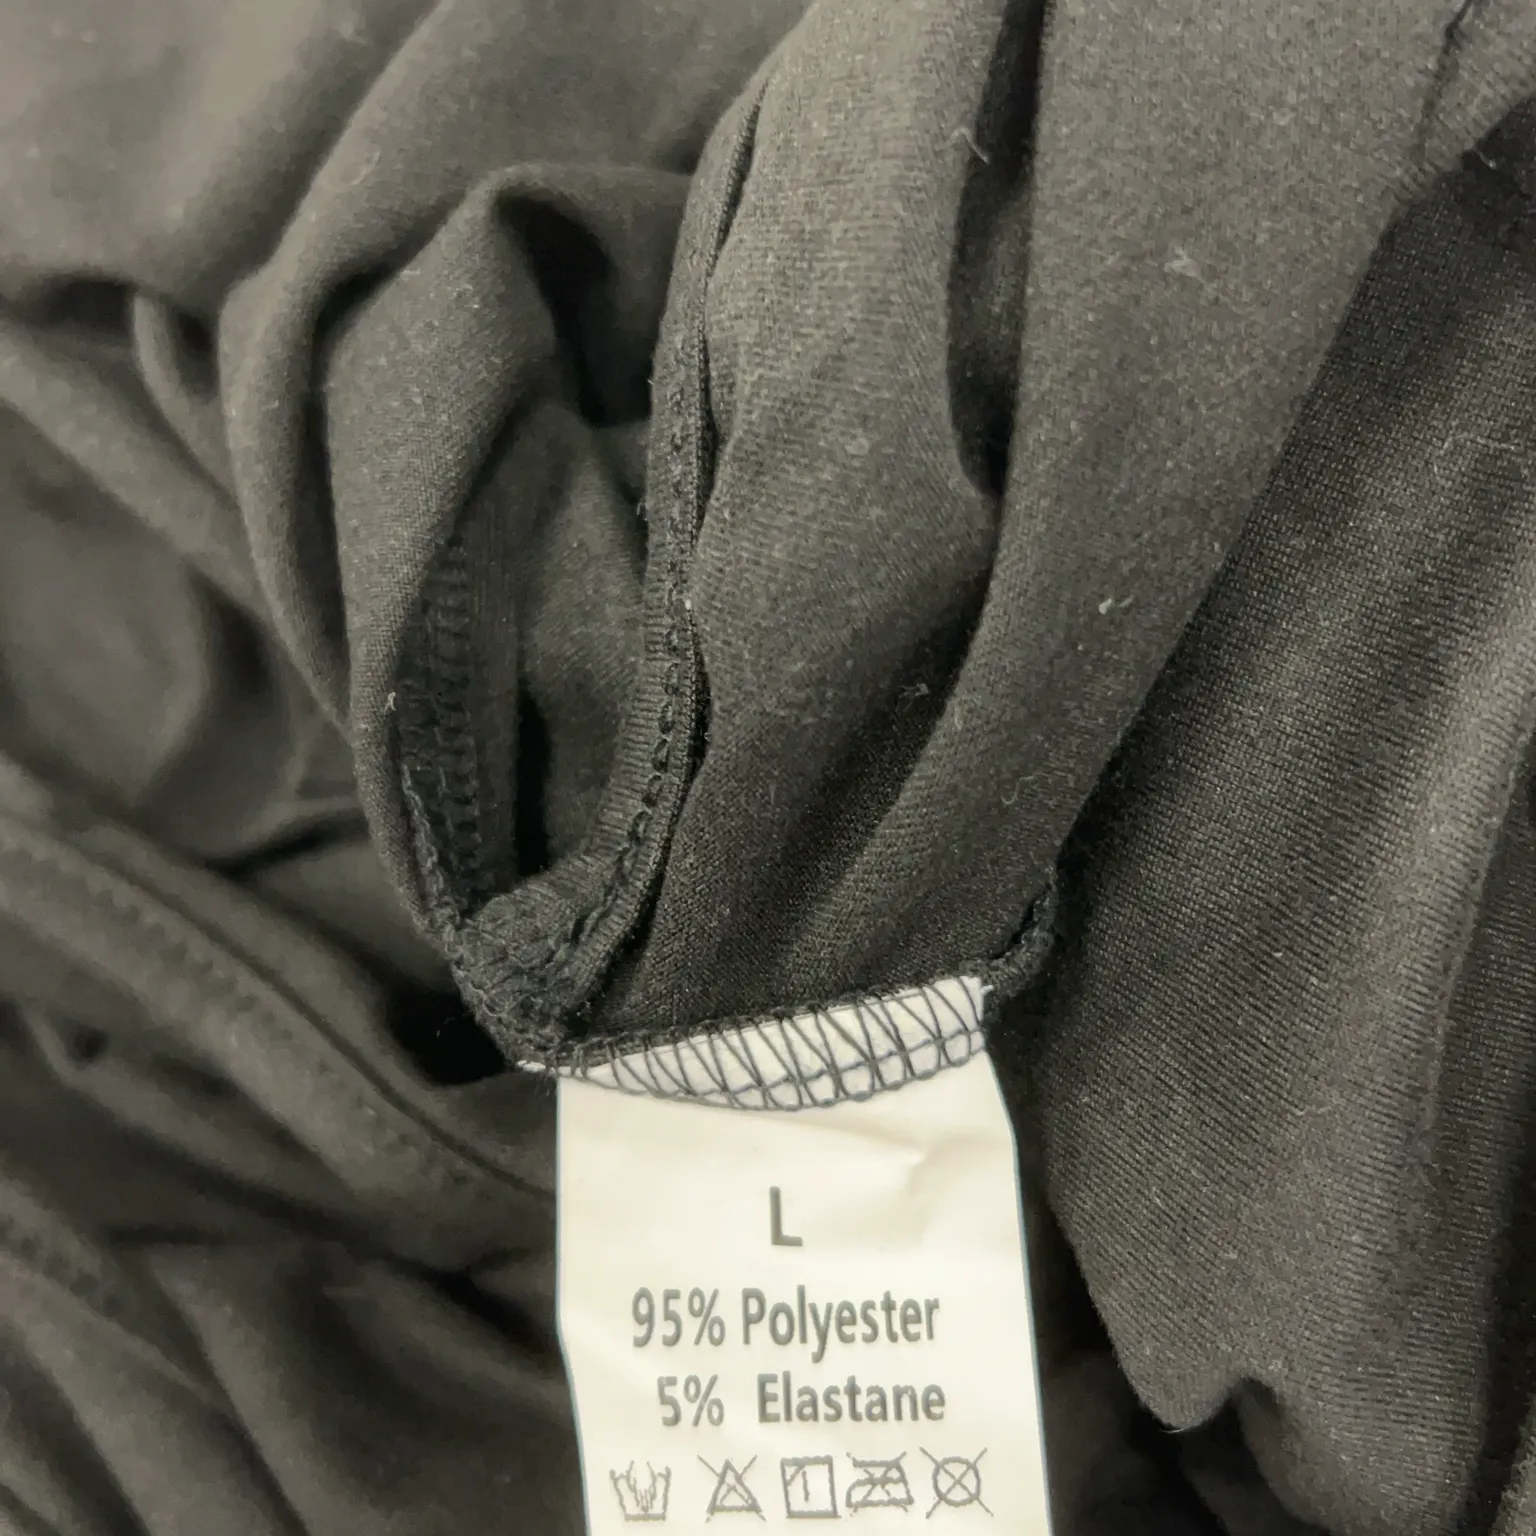 L
95% Polyester
5% Elastane